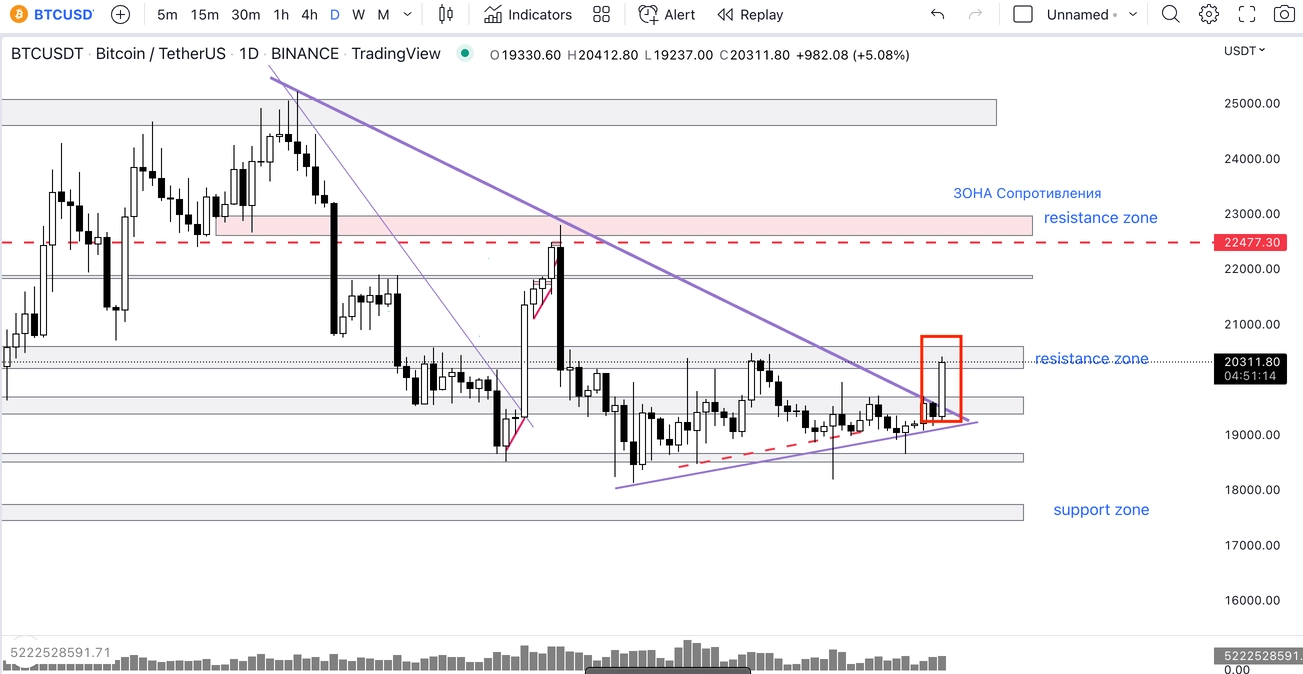 BTCUSD 5m 15m 30m 1h 4h D W M Indicators Alert Replay Unnamed
BTCUSDT · Bitcoin / TetherUS · 1D · BINANCE · TradingView O19330.60 H20412.80 L19237.00 C20311.80 +982.08 (+5.08%)
USDT
25000.00
24000.00
ЗОНА Сопротивления
23000.00
resistance zone
22477.30
22000.00
21000.00
resistance zone
20311.80
04:51:14
19000.00
18000.00
support zone
17000.00
16000.00
5222528591.71
5222528591.
0.00